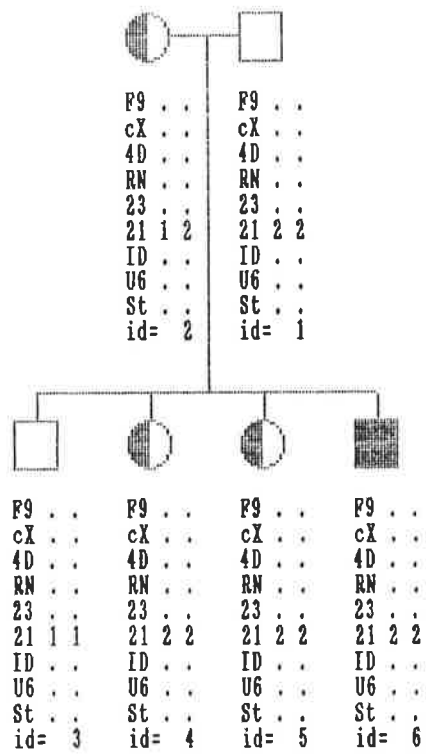 F9 . . F9 . .
cX . . cX . .
4D . . 4D . .
RN . . RN . .
23 . . 23 . .
21 1 2 21 2 2
ID . . ID . .
U6 . . U6 . .
St . . St . .
id= 2 id= 1
F9 . . F9 . . F9 . . F9 . .
cX . . cX . . cX . . cX . .
4D . . 4D . . 4D . . 4D . .
RN . . RN . . RN . . RN . .
23 . . 23 . . 23 . . 23 . .
21 1 1 21 2 2 21 2 2 21 2 2
ID . . ID . . ID . . ID . .
U6 . . U6 . . U6 . . U6 . .
St . . St . . St . . St . .
id= 3 id= 4 id= 5 id= 6